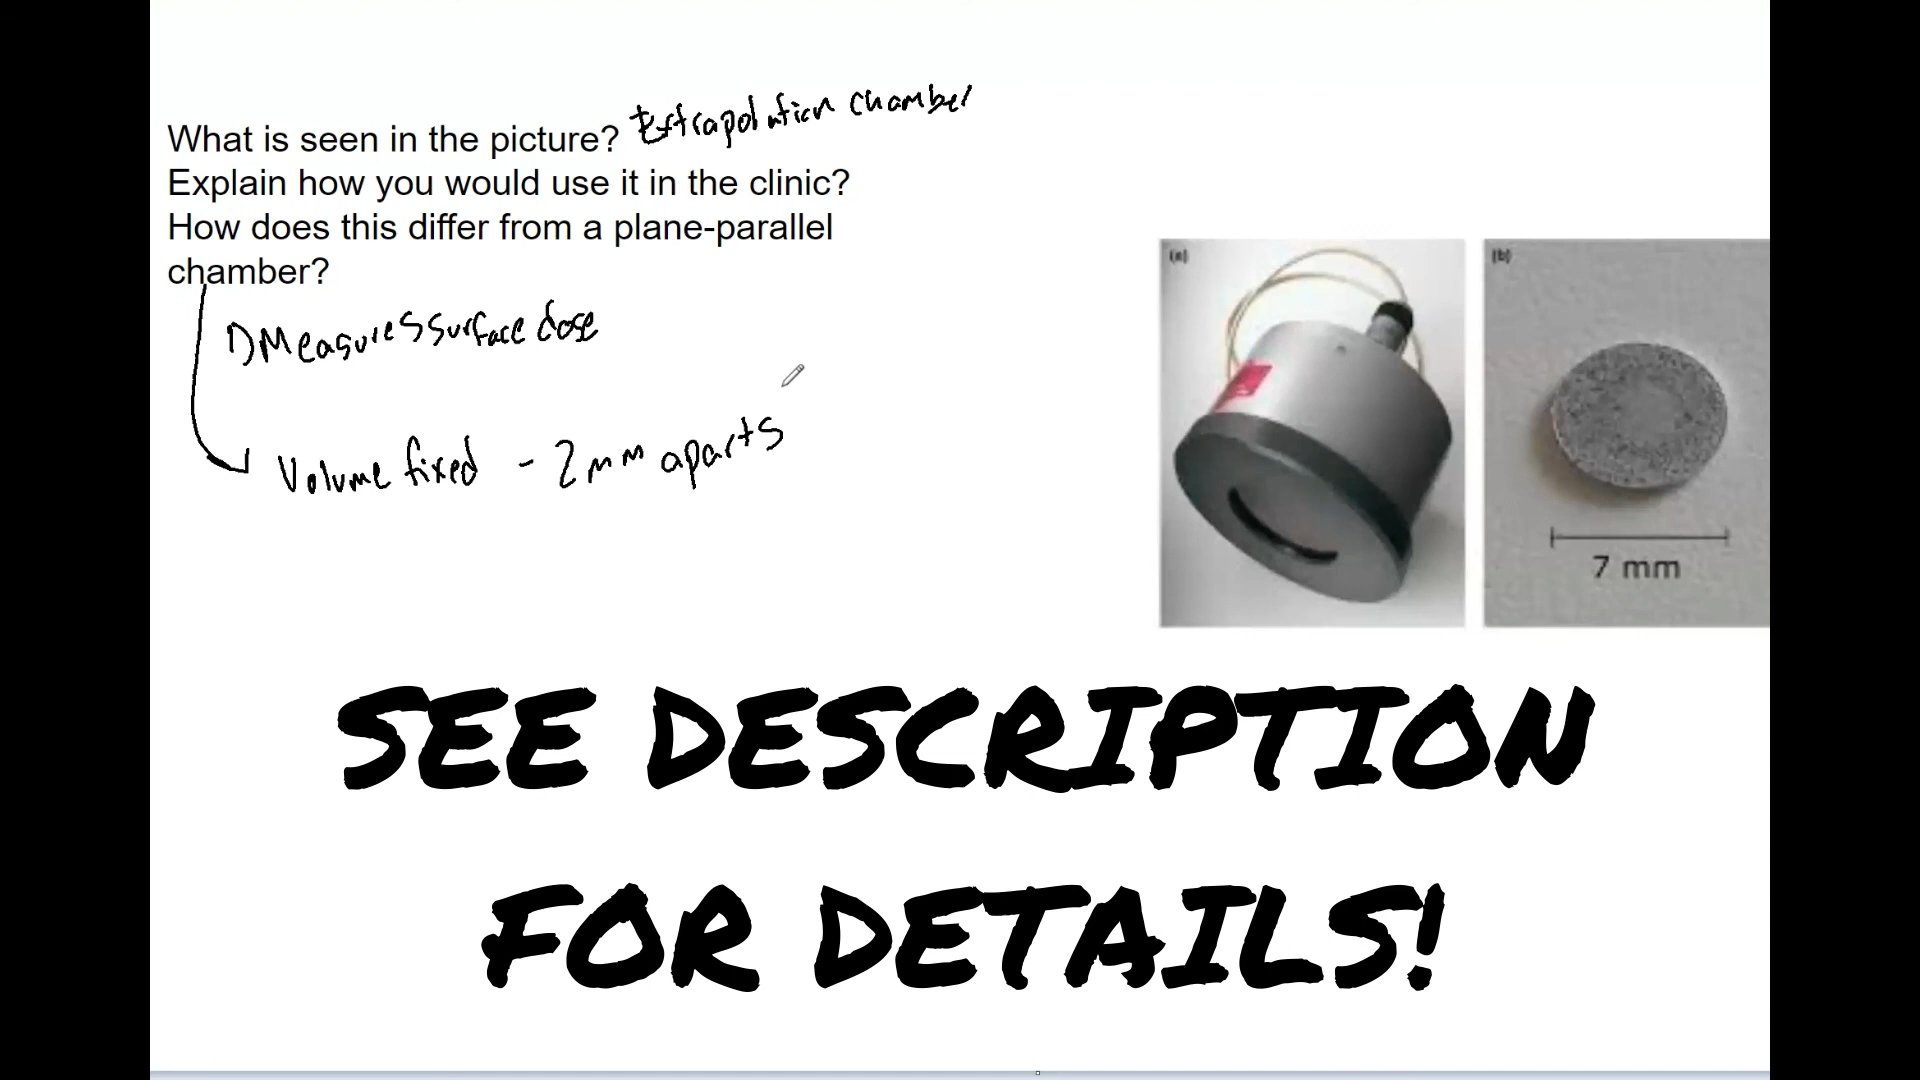 What is seen in the picture? Extrapolation chamber
Explain how you would use it in the clinic?
How does this differ from a plane-parallel
chamber?
1) Measures surface dose
Volume fixed - 2mm aparts
(a)
(b)
7 mm
SEE DESCRIPTION
FOR DETAILS!